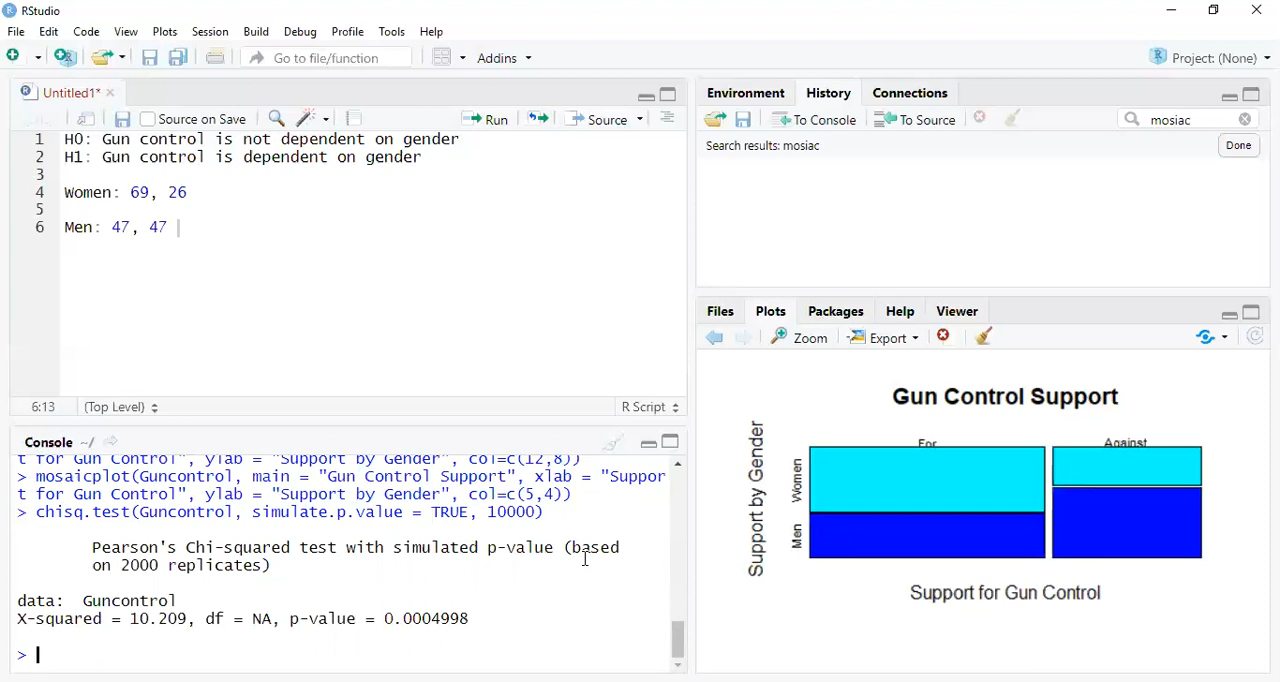 RStudio
File Edit Code View Plots Session Build Debug Profile Tools Help
Go to file/function Addins Project: (None)
Untitled1*
Source on Save Run Source
1 H0: Gun control is not dependent on gender
2 H1: Gun control is dependent on gender
3
4 Women: 69, 26
5
6 Men: 47, 47
6:13 (Top Level) R Script
Console ~/
t for Gun Control", ylab = "Support by Gender", col=c(12,8))
> mosaicplot(Guncontrol, main = "Gun Control Support", xlab = "Suppor
t for Gun Control", ylab = "Support by Gender", col=c(5,4))
> chisq.test(Guncontrol, simulate.p.value = TRUE, 10000)
Pearson's Chi-squared test with simulated p-value (based
on 2000 replicates)
data: Guncontrol
X-squared = 10.209, df = NA, p-value = 0.0004998
>
Environment History Connections
To Console To Source mosiac
Search results: mosiac Done
Files Plots Packages Help Viewer
Zoom Export
Gun Control Support
For Against
Support by Gender
Women
Men
Support for Gun Control